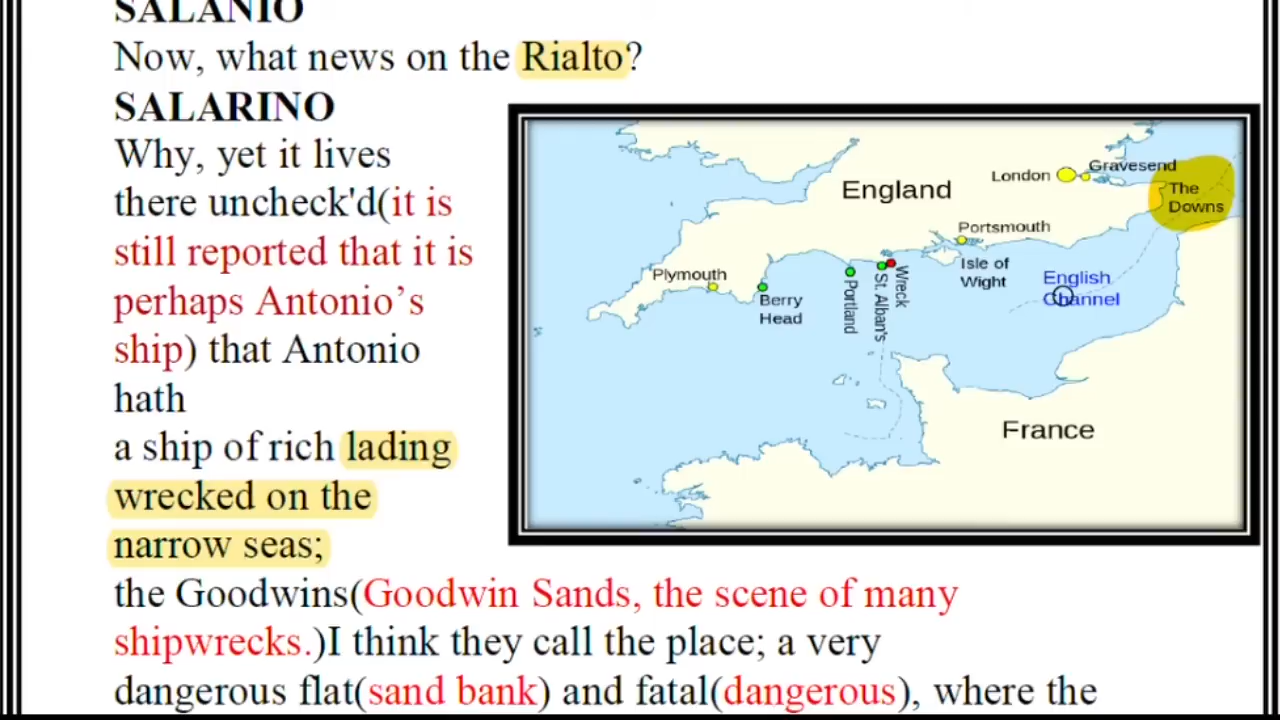 SALANIO
Now, what news on the Rialto?
SALARINO
Why, yet it lives
there uncheck'd(it is
still reported that it is
perhaps Antonio’s
ship) that Antonio
hath
a ship of rich lading
wrecked on the
narrow seas;
the Goodwins(Goodwin Sands, the scene of many
shipwrecks.)I think they call the place; a very
dangerous flat(sand bank) and fatal(dangerous), where the
England
London
Gravesend
The
Downs
Portsmouth
Isle of
Wight
English
Channel
Plymouth
Berry
Head
Portland
St. Alban's
Wreck
France